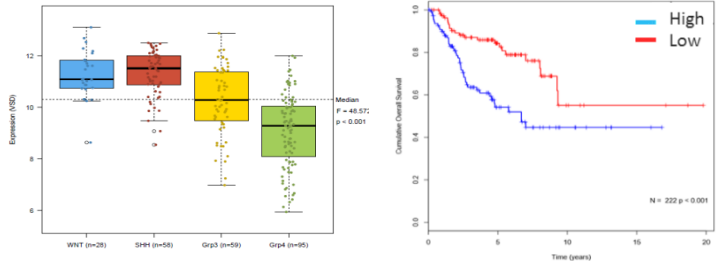 Expression (VSD)
12
10
8
6
WNT (n=28)
SHH (n=58)
Grp3 (n=59)
Grp4 (n=95)
Median
F = 48.572
p < 0.001
High
Low
Cumulative Overall Survival
1.0
0.8
0.6
0.4
0.2
0.0
N = 222 p < 0.001
0
5
10
15
20
Time (years)